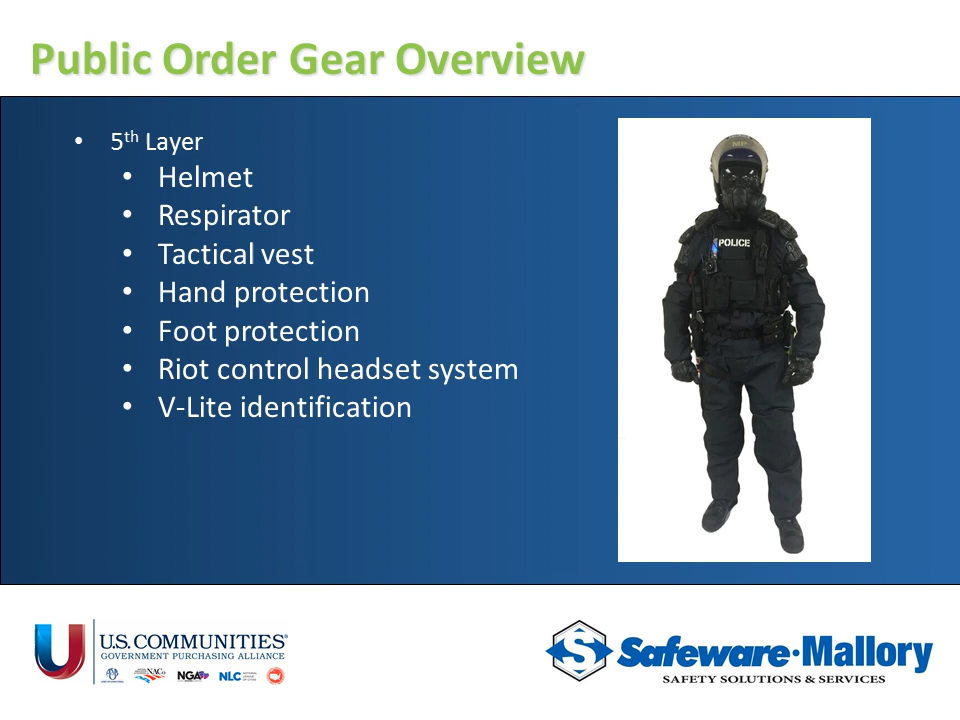 Public Order Gear Overview
• 5th Layer
• Helmet
• Respirator
• Tactical vest
• Hand protection
• Foot protection
• Riot control headset system
• V-Lite identification
MP
POLICE
U.S. COMMUNITIES®
GOVERNMENT PURCHASING ALLIANCE
NACo
NGA
NLC
Safeware·Mallory
SAFETY SOLUTIONS & SERVICES